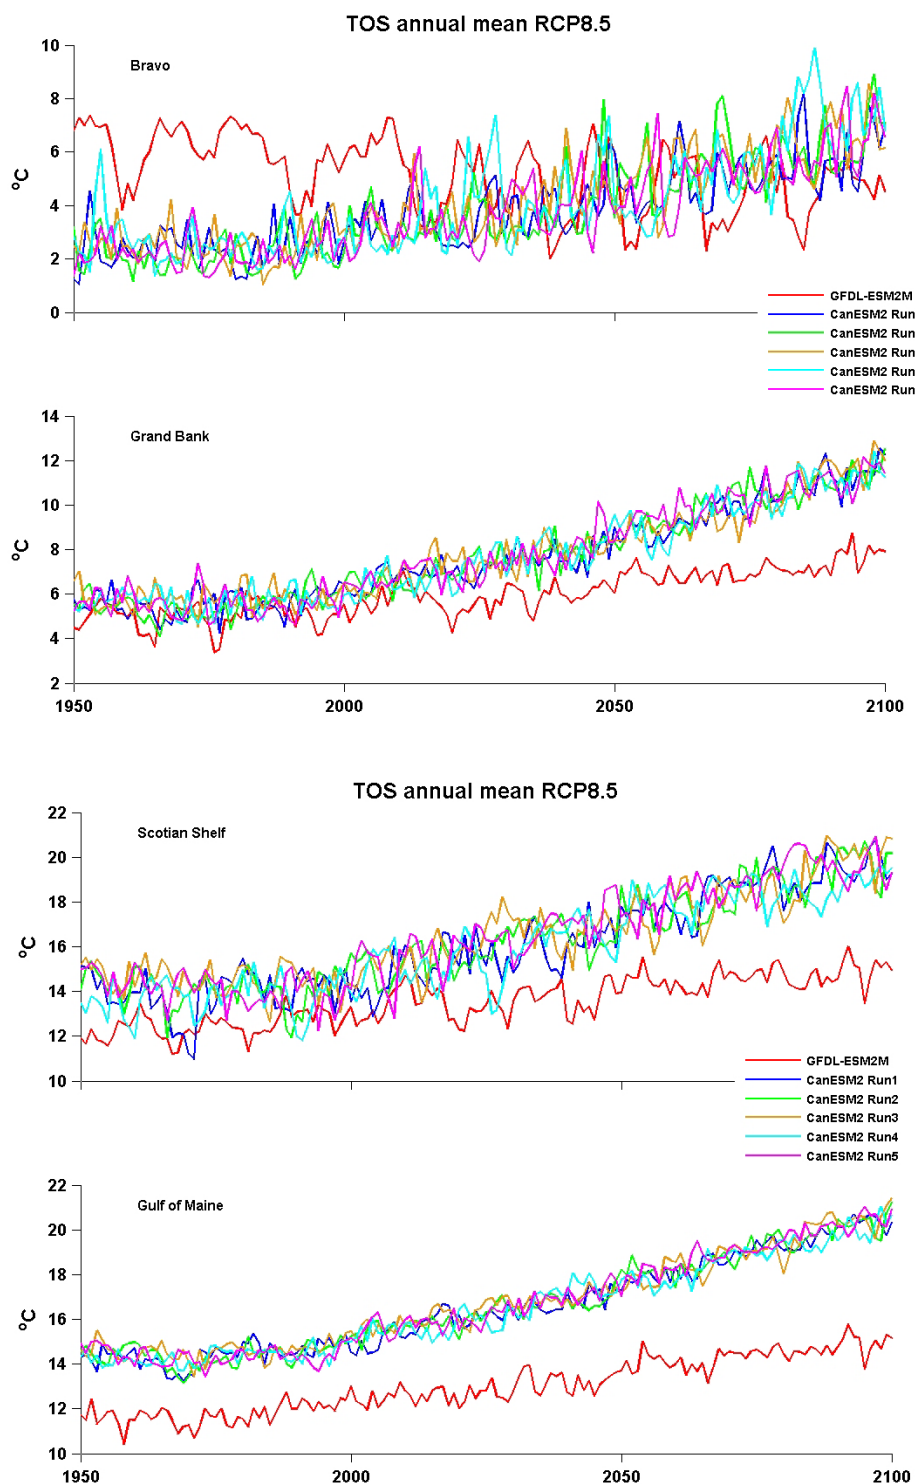 TOS annual mean RCP8.5
Bravo
10
8
6
4
2
0
°C
GFDL-ESM2M
CanESM2 Run
CanESM2 Run
CanESM2 Run
CanESM2 Run
CanESM2 Run
Grand Bank
14
12
10
8
6
4
2
°C
1950 2000 2050 2100
TOS annual mean RCP8.5
Scotian Shelf
22
20
18
16
14
12
10
°C
GFDL-ESM2M
CanESM2 Run1
CanESM2 Run2
CanESM2 Run3
CanESM2 Run4
CanESM2 Run5
Gulf of Maine
22
20
18
16
14
12
10
°C
1950 2000 2050 2100